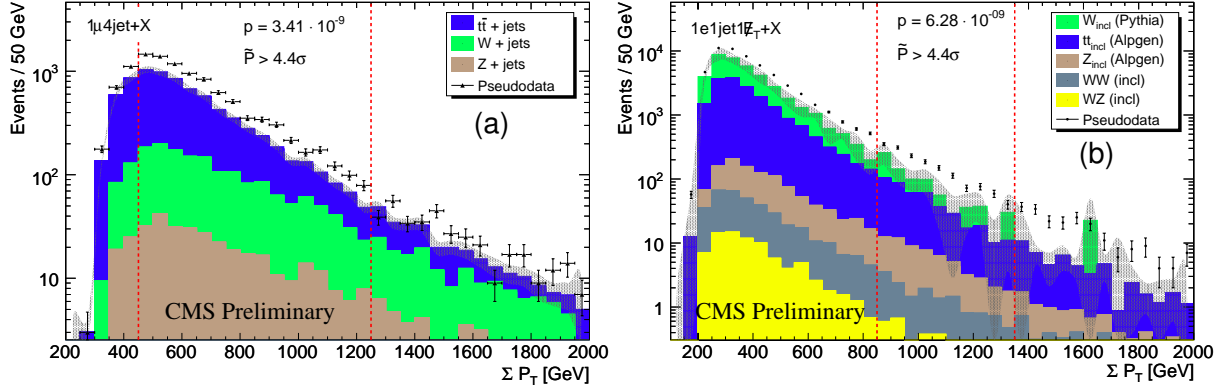 Events / 50 GeV
10³
10²
10
1μ4jet+X
p = 3.41 · 10⁻⁹
P̃ > 4.4σ
tt̄ + jets
W + jets
Z + jets
Pseudodata
(a)
CMS Preliminary
200 400 600 800 1000 1200 1400 1600 1800 2000
Σ P_T [GeV]
Events / 50 GeV
10⁴
10³
10²
10
1
1e1jet1E̸_T+X
p = 6.28 · 10⁻⁰⁹
P̃ > 4.4σ
W_incl (Pythia)
tt_incl (Alpgen)
Z_incl (Alpgen)
WW (incl)
WZ (incl)
Pseudodata
(b)
CMS Preliminary
200 400 600 800 1000 1200 1400 1600 1800 2000
Σ P_T [GeV]